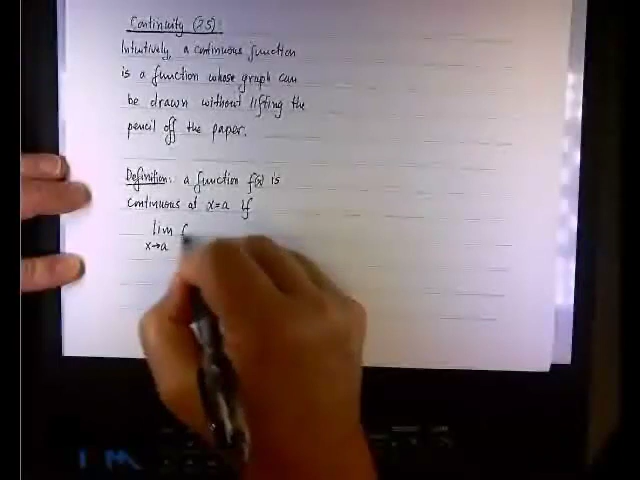 Continuity (2.5):
Intuitively, a continuous function
is a function whose graph can
be drawn without lifting the
pencil off the paper.
Definition: a function f(x) is
continuous at x=a if
lim f
x→a